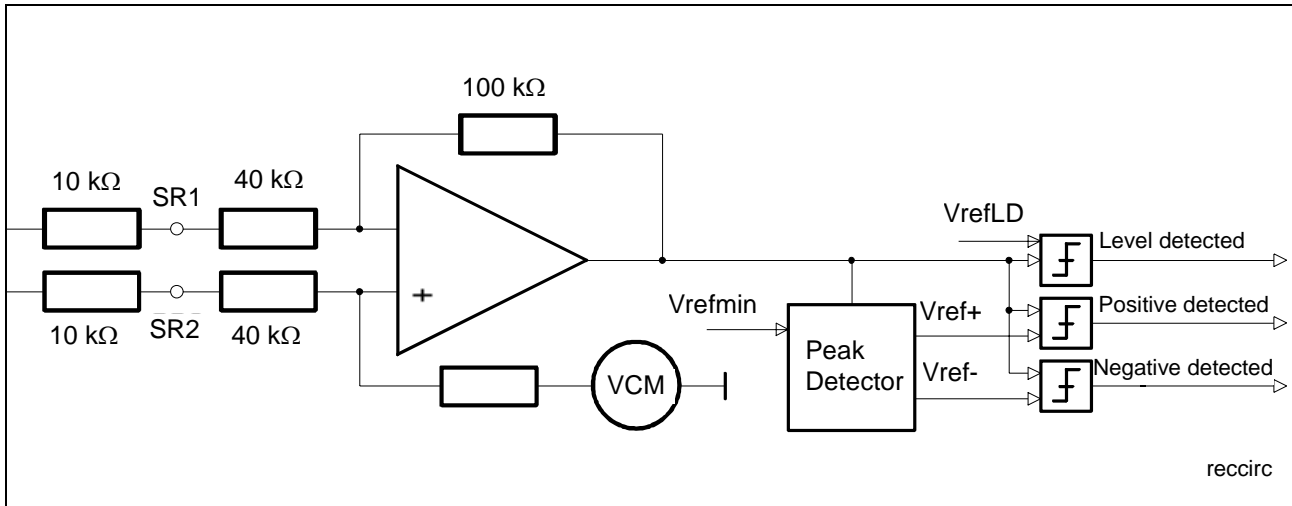 100 kΩ
10 kΩ
SR1
40 kΩ
10 kΩ
SR2
40 kΩ
+
VCM
VrefLD
Level detected
Vrefmin
Vref+
Positive detected
Peak
Detector
Vref-
Negative detected
reccirc